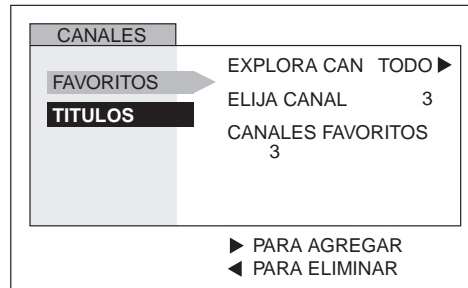 CANALES
FAVORITOS
TITULOS
EXPLORA CAN TODO ▶
ELIJA CANAL 3
CANALES FAVORITOS
3
▶ PARA AGREGAR
◀ PARA ELIMINAR